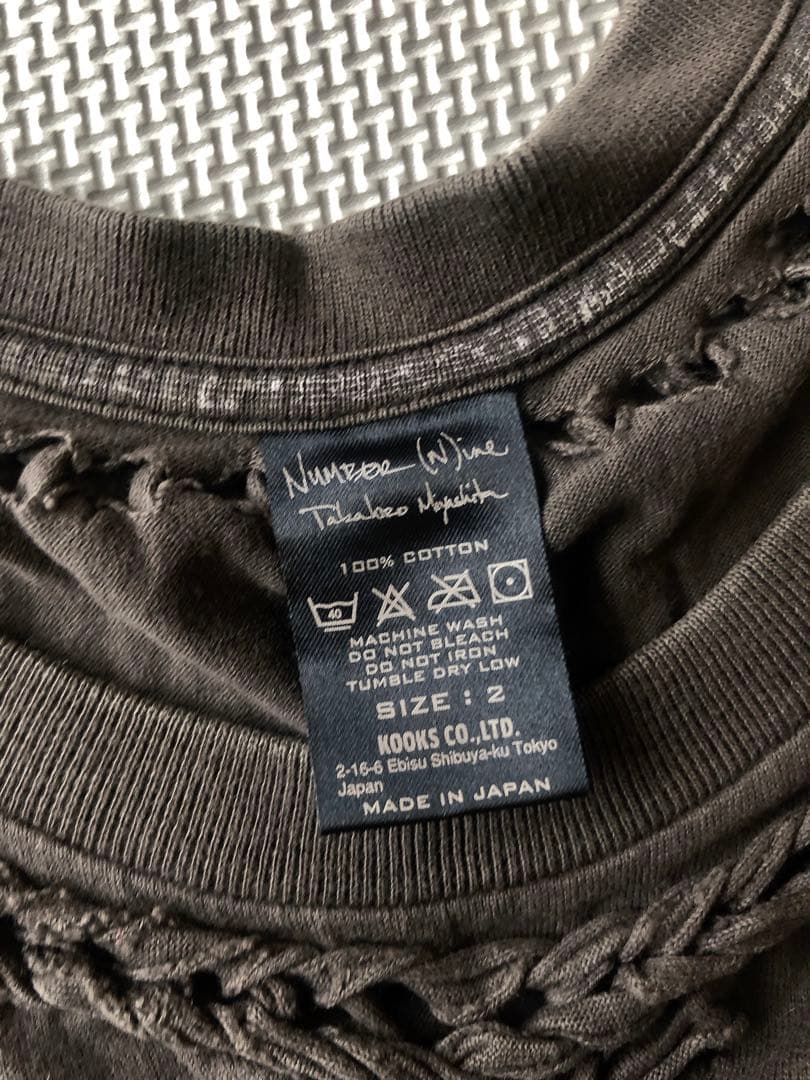 NUMBER (N)ine
Takahiro Miyashita
100% COTTON
40
MACHINE WASH
DO NOT BLEACH
DO NOT IRON
TUMBLE DRY LOW
SIZE : 2
KOOKS CO.,LTD.
2-16-6 Ebisu Shibuya-ku Tokyo
Japan
MADE IN JAPAN